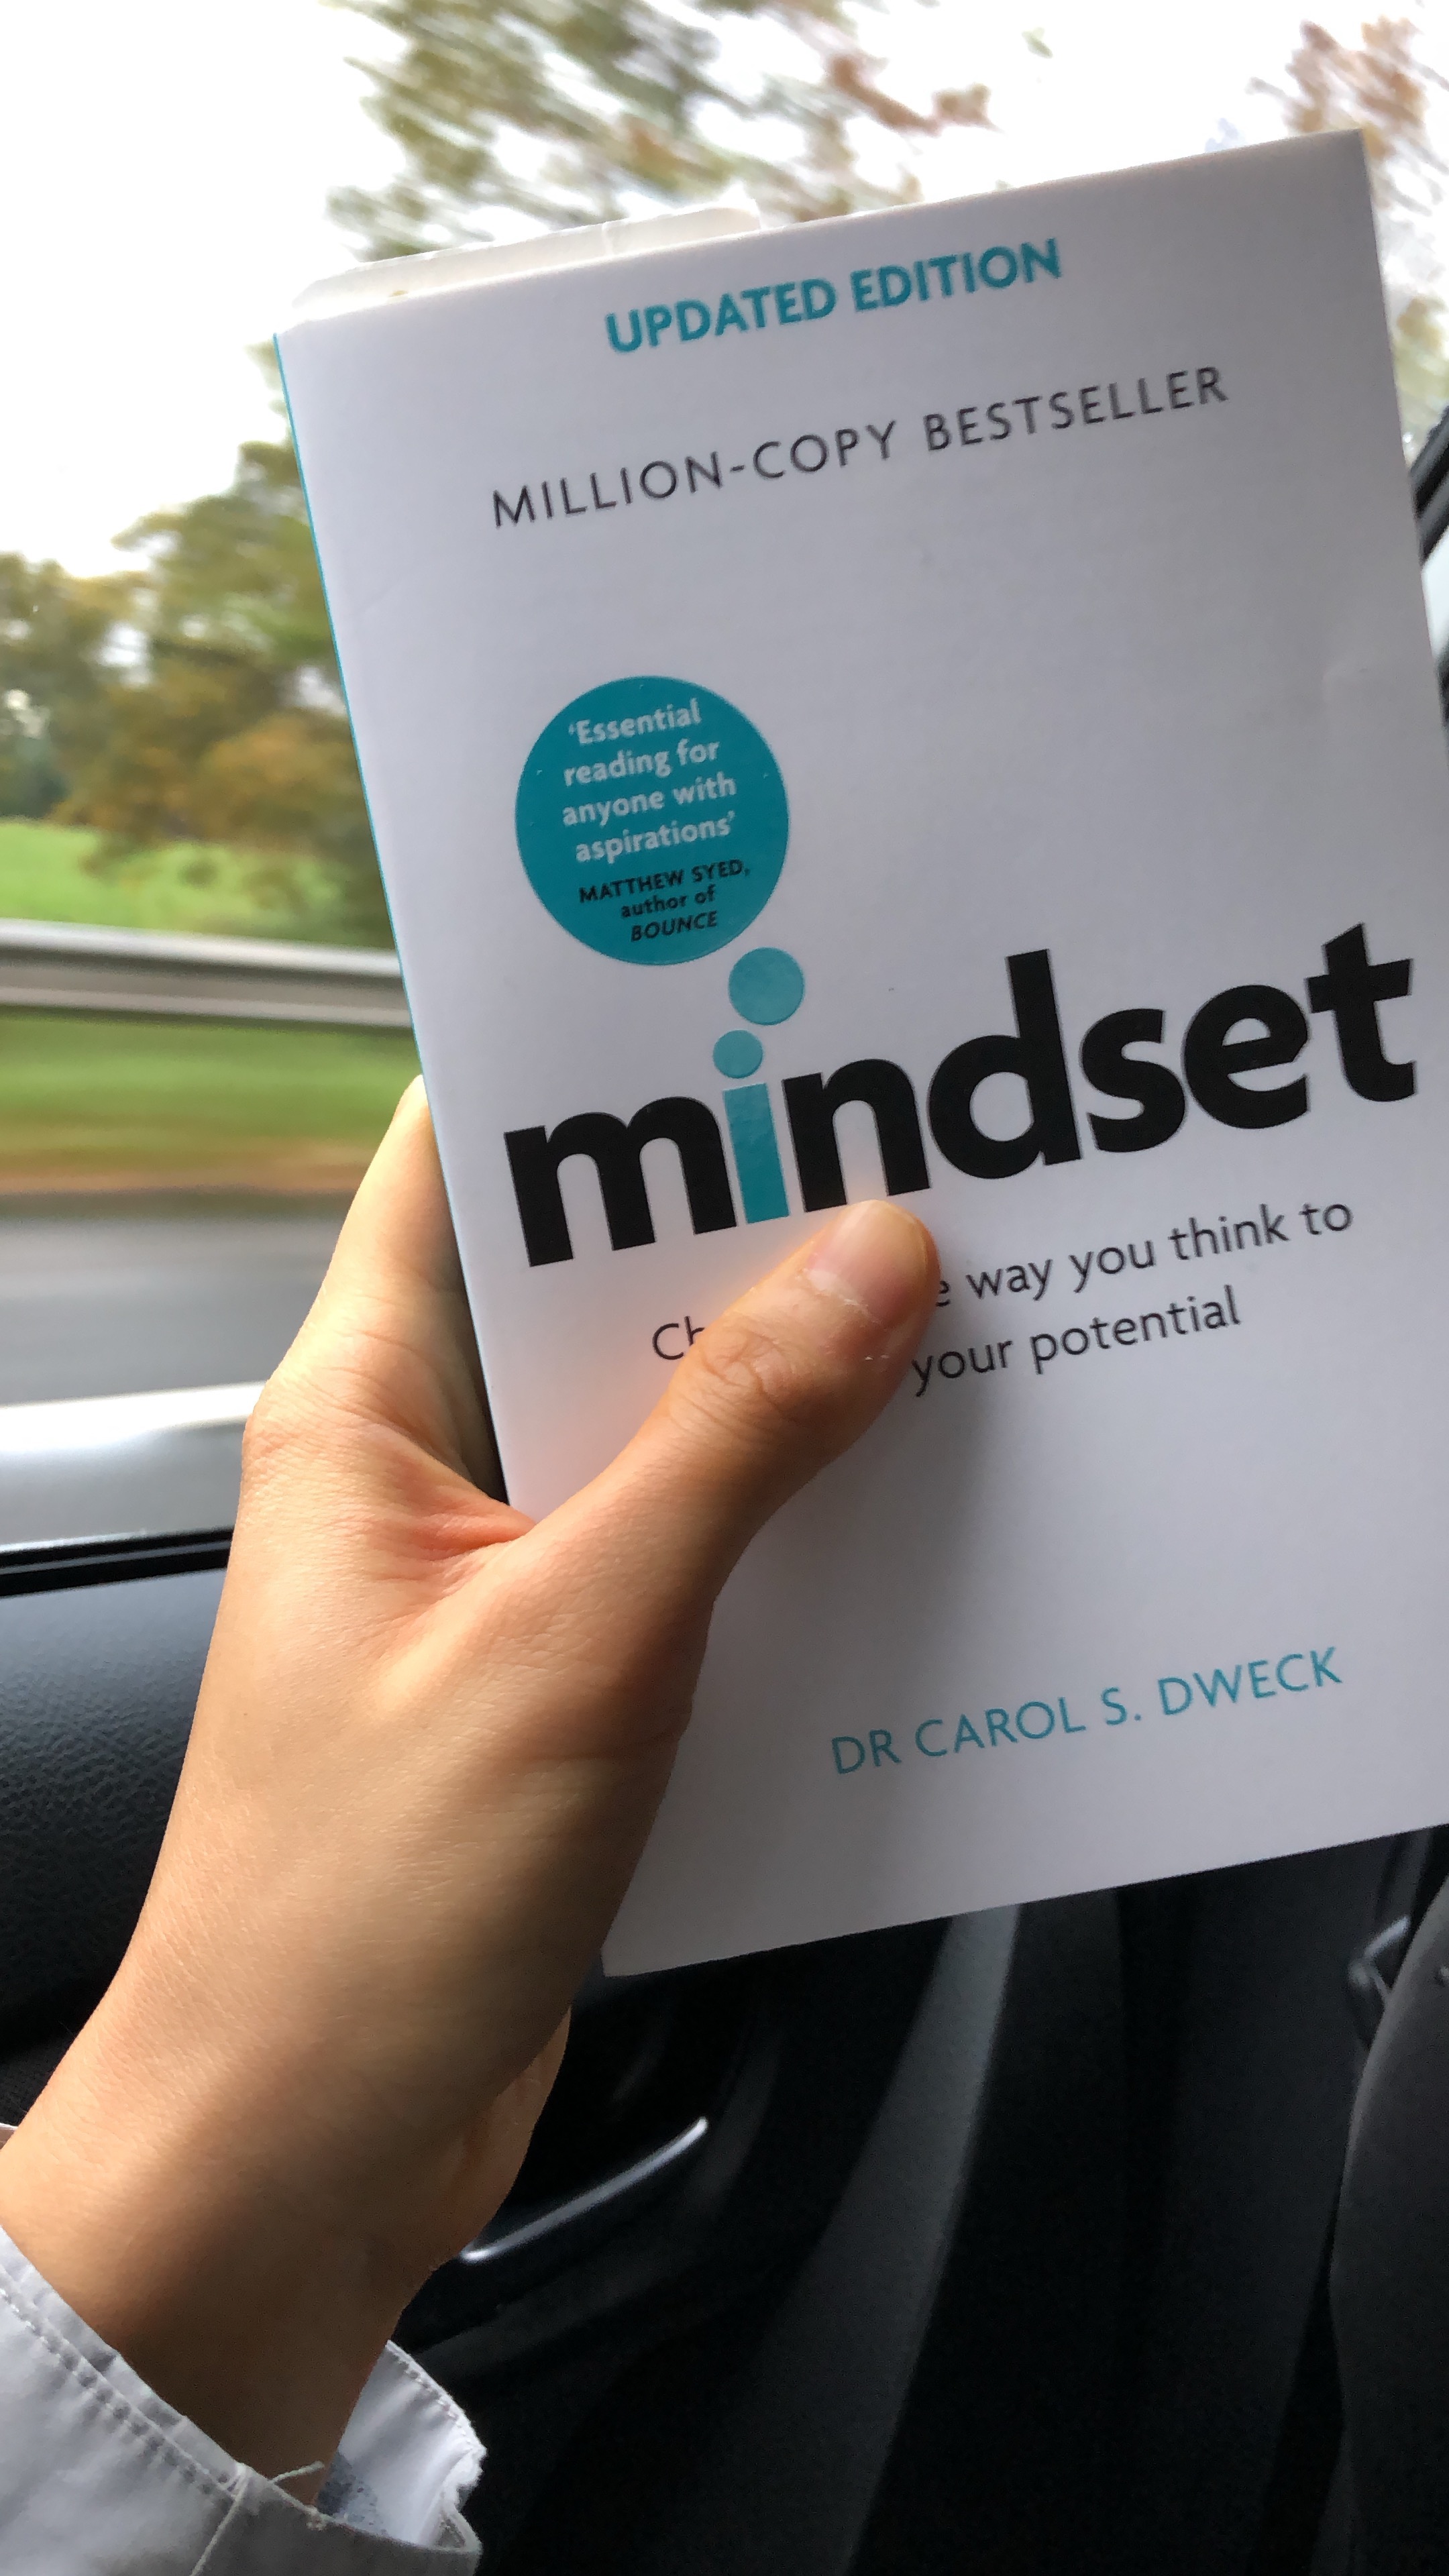 UPDATED EDITION
MILLION-COPY BESTSELLER
‘Essential
reading for
anyone with
aspirations’
MATTHEW SYED,
author of
BOUNCE
mindset
way you think to
your potential
DR CAROL S. DWECK